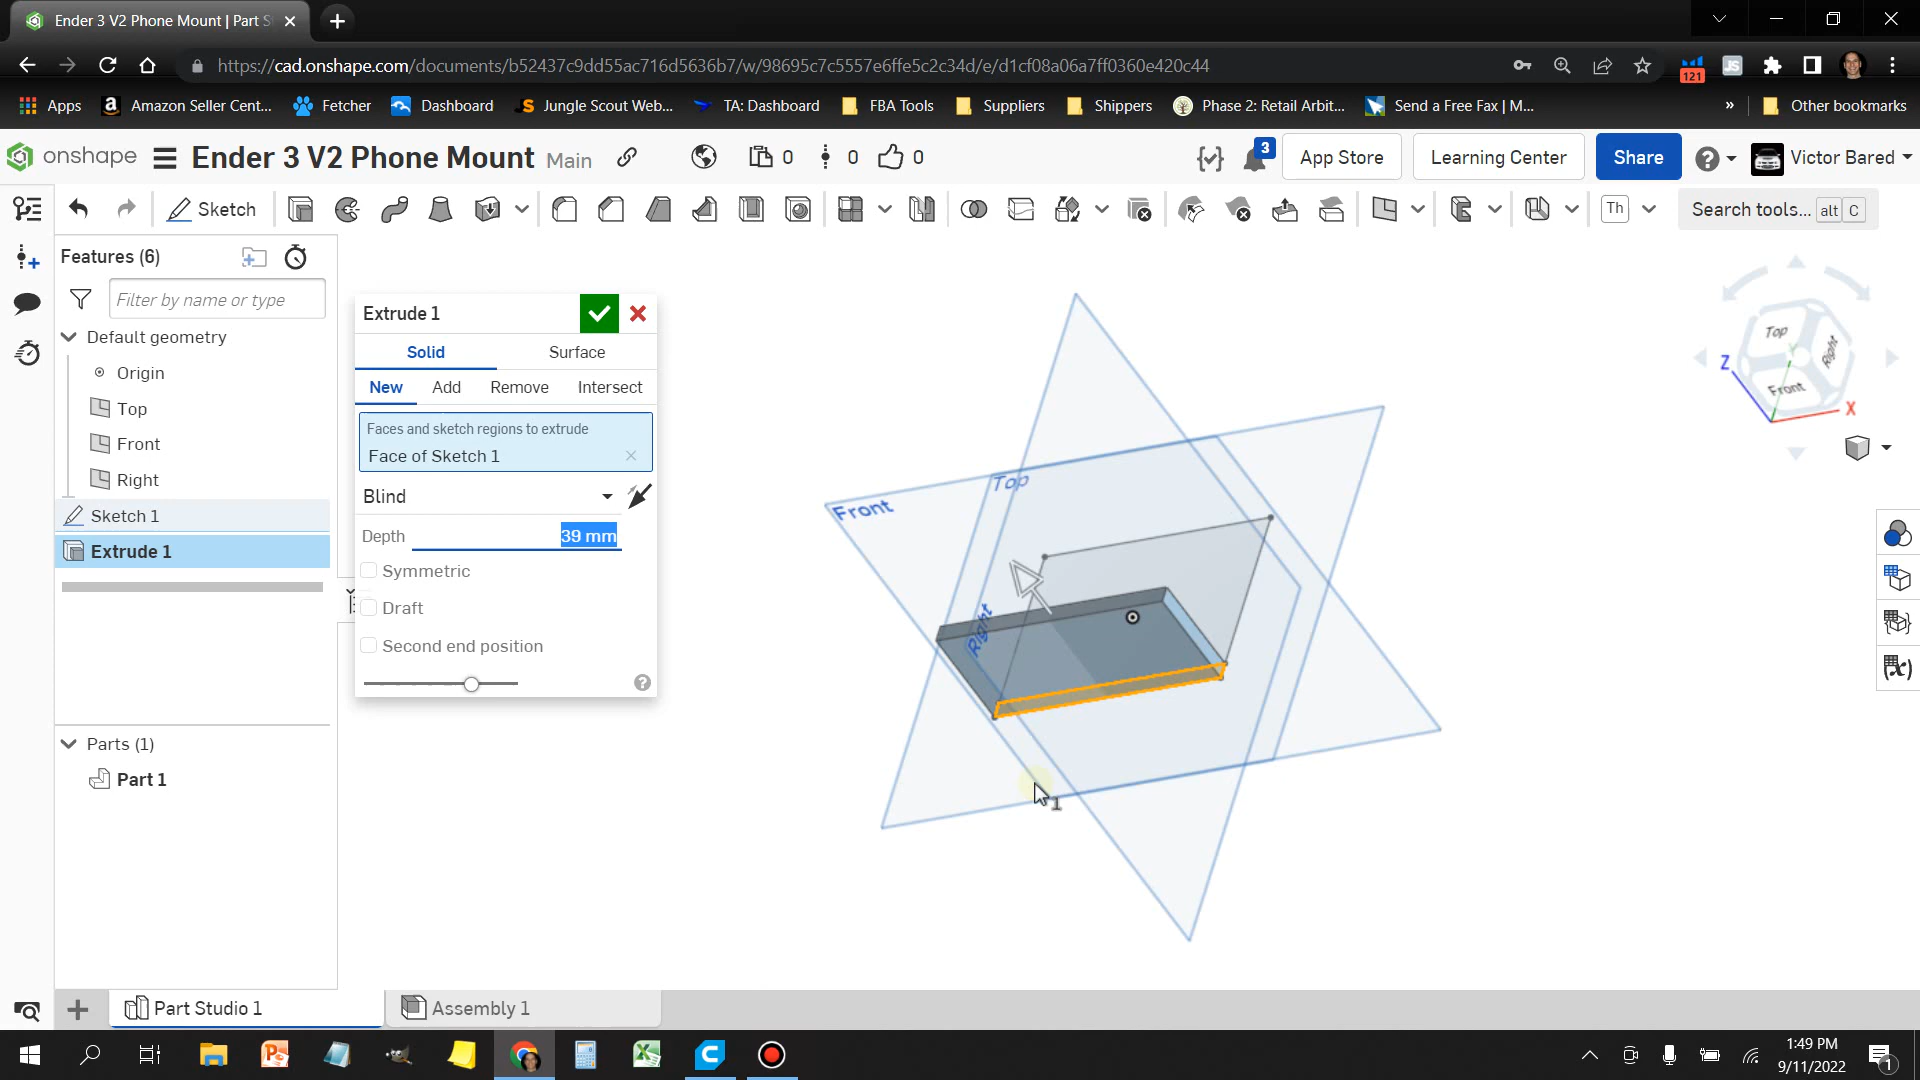 Ender 3 V2 Phone Mount | Part S
https://cad.onshape.com/documents/b52437c9dd55ac716d5636b7/w/98695c7c5557e6ffe5c2c34d/e/d1cf08a06a7ff0360e420c44
121
JS
Apps
Amazon Seller Cent...
Fetcher
Dashboard
Jungle Scout Web...
TA: Dashboard
FBA Tools
Suppliers
Shippers
Phase 2: Retail Arbit...
Send a Free Fax | M...
»
Other bookmarks
onshape
Ender 3 V2 Phone Mount Main
0
0
0
3
App Store
Learning Center
Share
Victor Bared
Sketch
Th
Search tools... alt C
Features (6)
Filter by name or type
Default geometry
Origin
Top
Front
Right
Sketch 1
Extrude 1
Parts (1)
Part 1
Extrude 1
Solid
Surface
New
Add
Remove
Intersect
Faces and sketch regions to extrude
Face of Sketch 1
Blind
Depth
39 mm
Symmetric
Draft
Second end position
Front
Top
Right
1
Top
Right
Front
Z
Y
X
(x)
Part Studio 1
Assembly 1
1:49 PM
9/11/2022
1